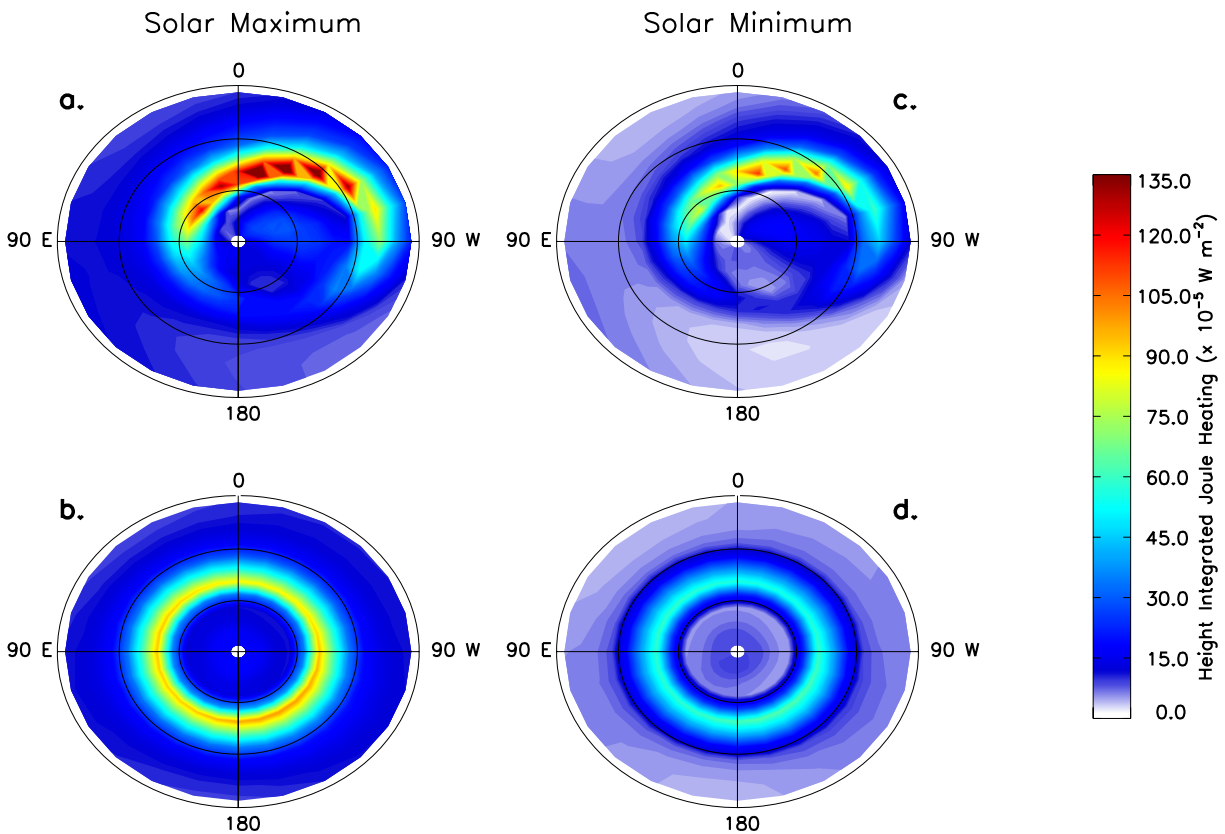 Solar Maximum
Solar Minimum
a.
0
90 E
90 W
180
c.
0
90 E
90 W
180
b.
0
90 E
90 W
180
d.
0
90 E
90 W
180
135.0
120.0
105.0
90.0
75.0
60.0
45.0
30.0
15.0
0.0
Height Integrated Joule Heating (x 10⁻⁵ W m⁻²)